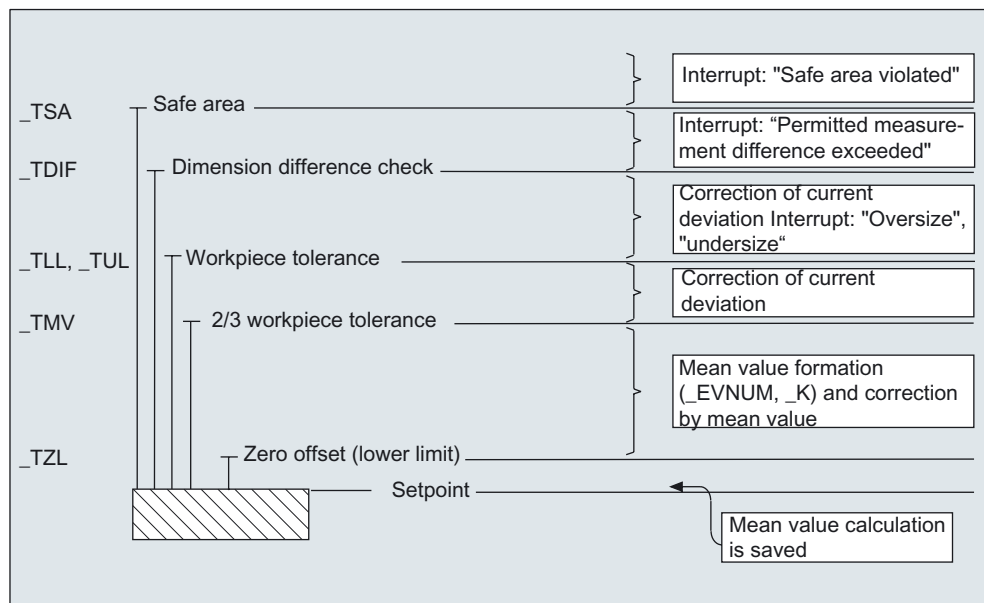 Interrupt: "Safe area violated"
_TSA
Safe area
Interrupt: “Permitted measure-
ment difference exceeded"
_TDIF
Dimension difference check
Correction of current
deviation Interrupt: "Oversize",
"undersize“
_TLL, _TUL
Workpiece tolerance
Correction of current
deviation
_TMV
2/3 workpiece tolerance
Mean value formation
(_EVNUM, _K) and correction
by mean value
_TZL
Zero offset (lower limit)
Setpoint
Mean value calculation
is saved